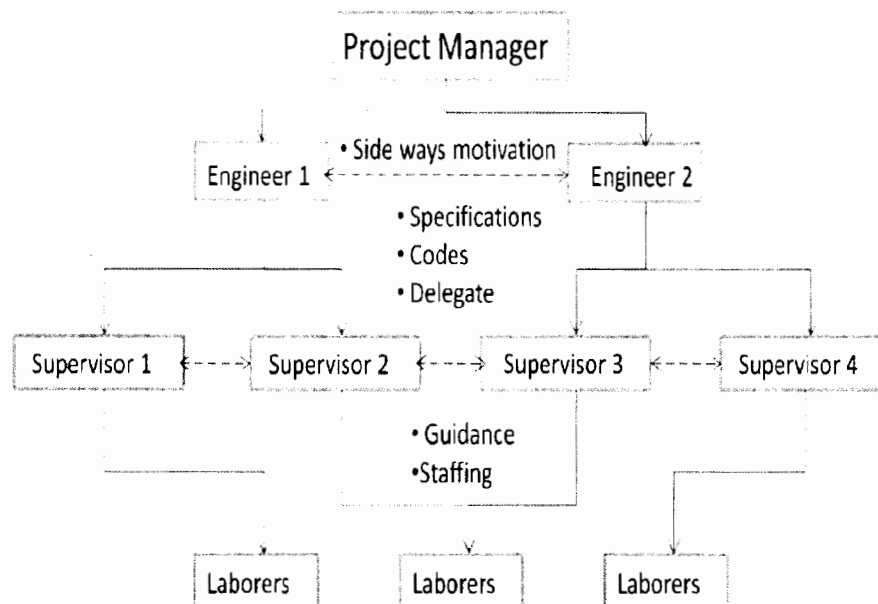 Project Manager
• Side ways motivation
Engineer 1
Engineer 2
• Specifications
• Codes
• Delegate
Supervisor 1
Supervisor 2
Supervisor 3
Supervisor 4
• Guidance
•Staffing
Laborers
Laborers
Laborers